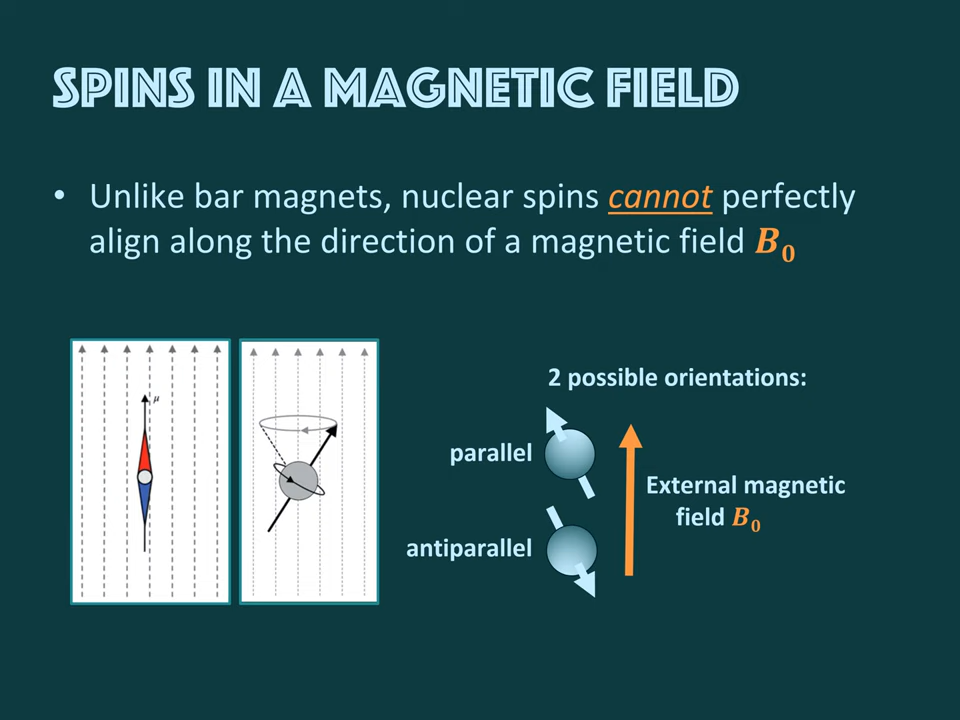 SPINS IN A MAGNETIC FIELD
• Unlike bar magnets, nuclear spins cannot perfectly
align along the direction of a magnetic field B₀
μ
2 possible orientations:
parallel
External magnetic
field B₀
antiparallel